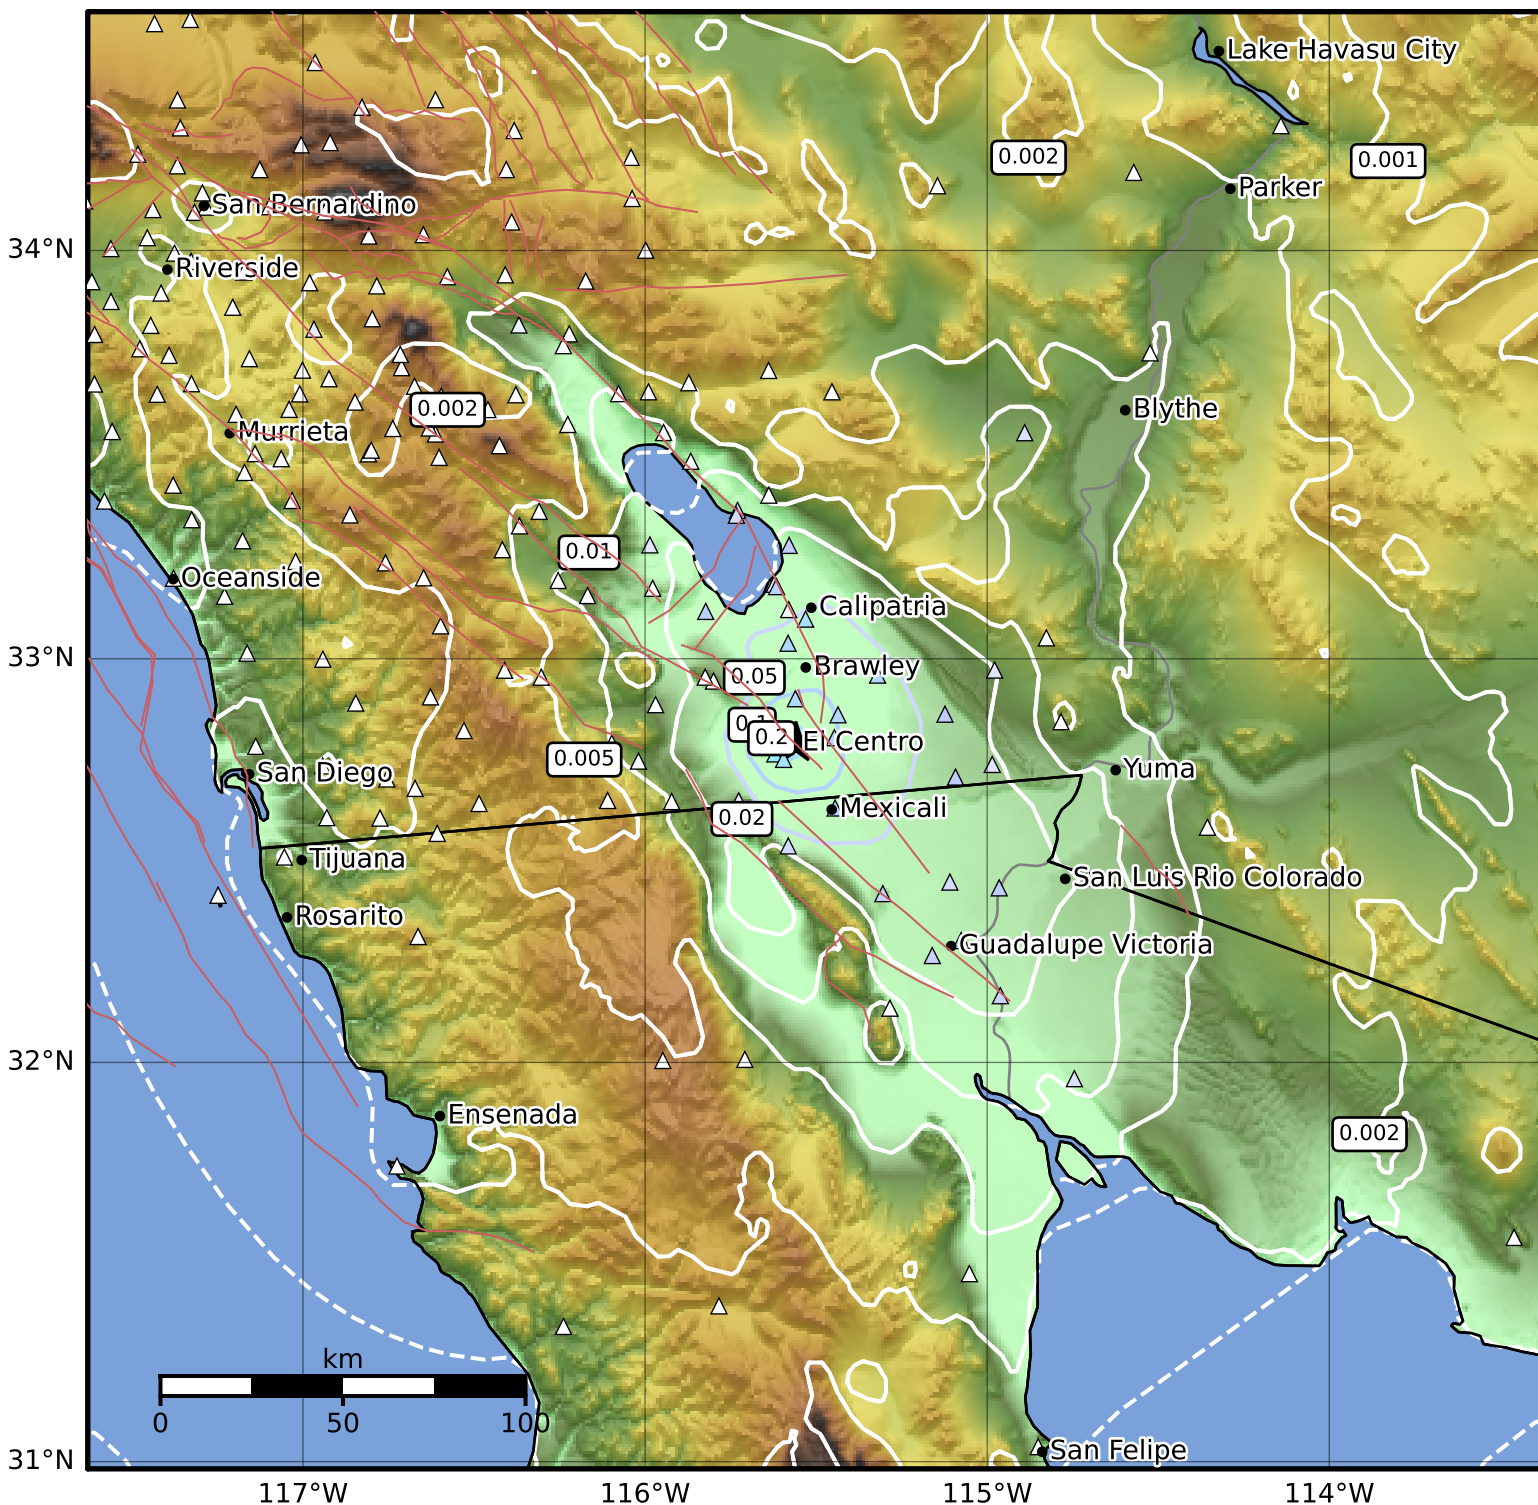 Lake Havasu City
0.002
0.001
Parker
San Bernardino
34°N
Riverside
0.002
Blythe
Murrieta
0.01
Oceanside
Calipatria
33°N
Brawley
0.05
0.1
0.2
El Centro
0.005
San Diego
Yuma
0.02
Mexicali
Tijuana
San Luis Rio Colorado
Rosarito
Guadalupe Victoria
32°N
Ensenada
0.002
km
0 50 100
San Felipe
31°N
117°W 116°W 115°W 114°W